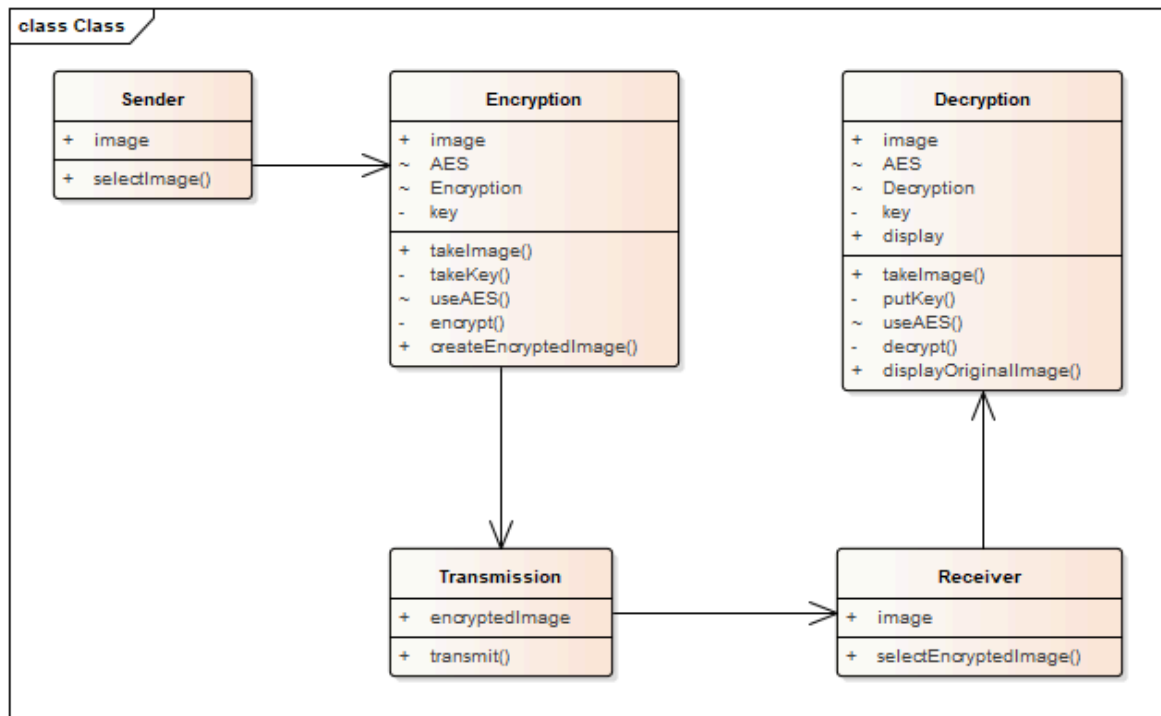 class Class
Sender
+ image
+ selectImage()
Encryption
+ image
~ AES
~ Encryption
- key
+ takeImage()
- takeKey()
~ useAES()
- encrypt()
+ createEncryptedImage()
Decryption
+ image
~ AES
~ Decryption
- key
+ display
+ takeImage()
- putKey()
~ useAES()
- decrypt()
+ displayOriginalImage()
Transmission
+ encryptedImage
+ transmit()
Receiver
+ image
+ selectEncryptedImage()